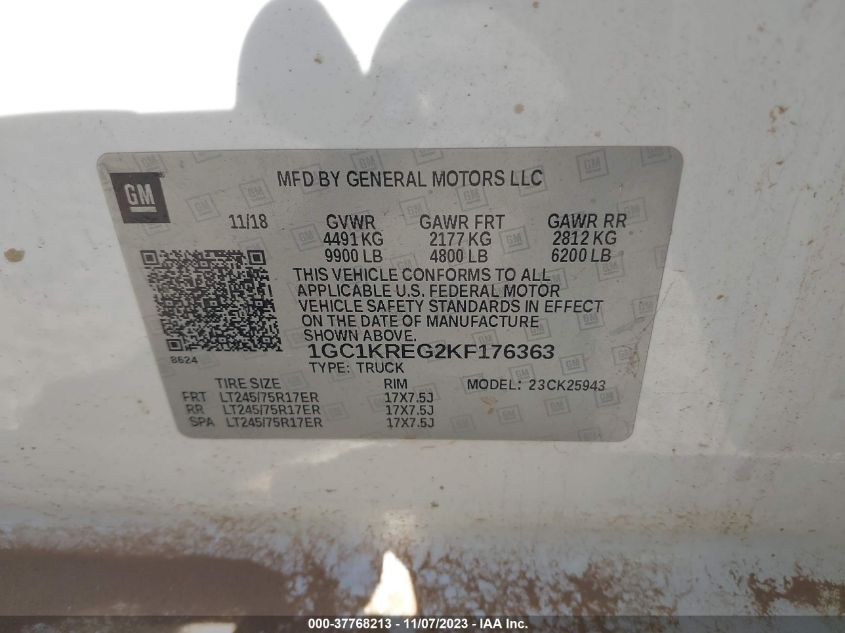 GM
MFD BY GENERAL MOTORS LLC
11/18 GVWR GAWR FRT GAWR RR
4491 KG 2177 KG 2812 KG
9900 LB 4800 LB 6200 LB
THIS VEHICLE CONFORMS TO ALL
APPLICABLE U.S. FEDERAL MOTOR
VEHICLE SAFETY STANDARDS IN EFFECT
ON THE DATE OF MANUFACTURE
SHOWN ABOVE.
8624
1GC1KREG2KF176363
TYPE: TRUCK
TIRE SIZE RIM MODEL: 23CK25943
FRT LT245/75R17ER 17X7.5J
RR LT245/75R17ER 17X7.5J
SPA LT245/75R17ER 17X7.5J
000-37768213 - 11/07/2023 - IAA Inc.